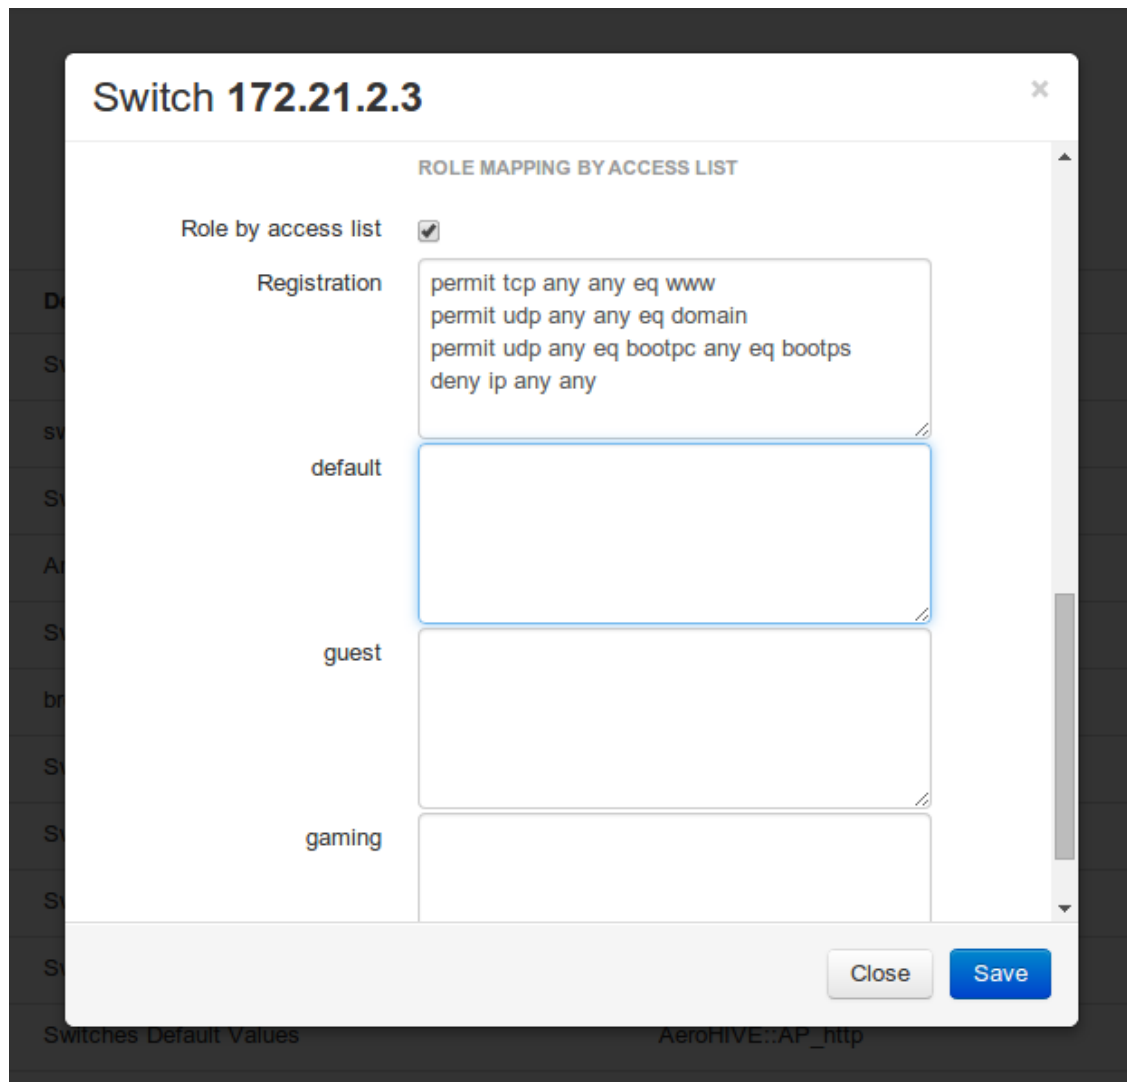 Switch 172.21.2.3
×
ROLE MAPPING BY ACCESS LIST
Role by access list
Registration
permit tcp any any eq www
permit udp any any eq domain
permit udp any eq bootpc any eq bootps
deny ip any any
default
guest
gaming
Close
Save
Switches Default Values
AeroHIVE::AP_http